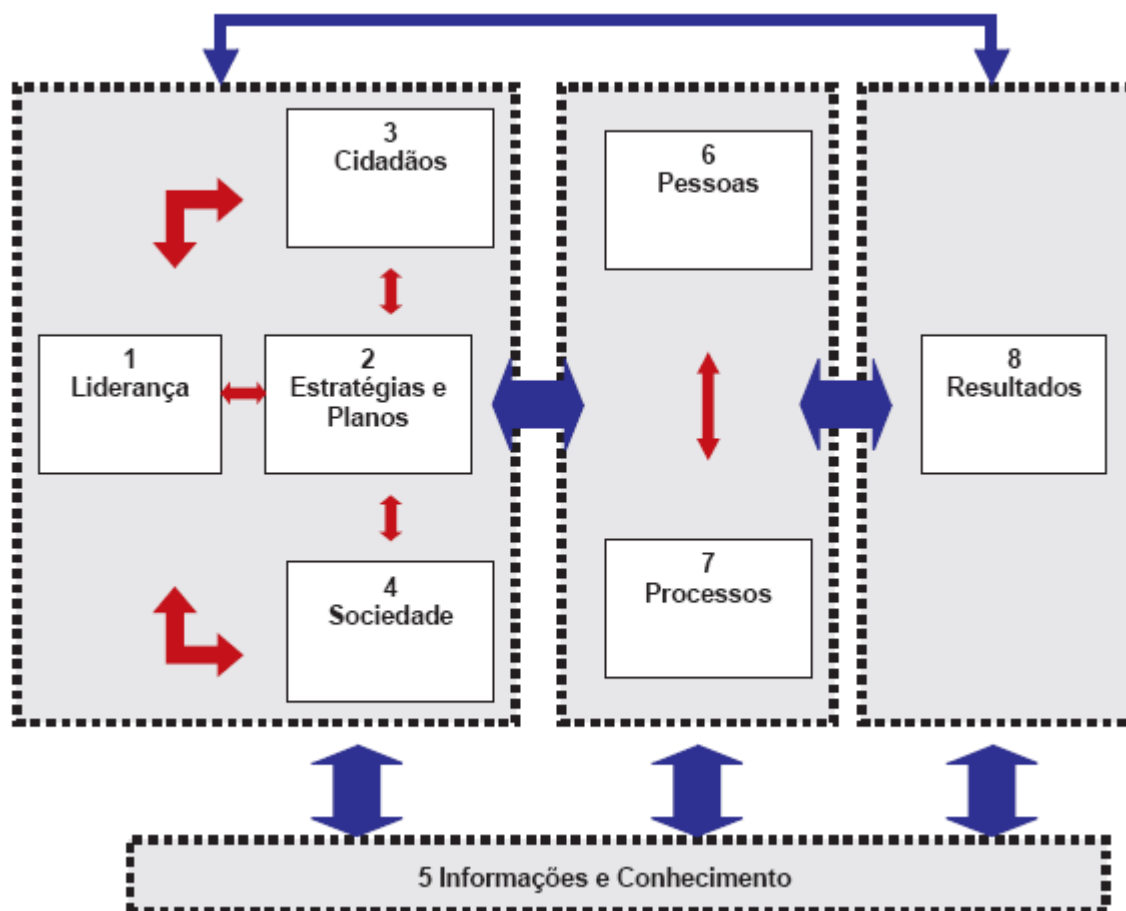 3
Cidadãos
6
Pessoas
1
Liderança
2
Estratégias e
Planos
8
Resultados
4
Sociedade
7
Processos
5 Informações e Conhecimento